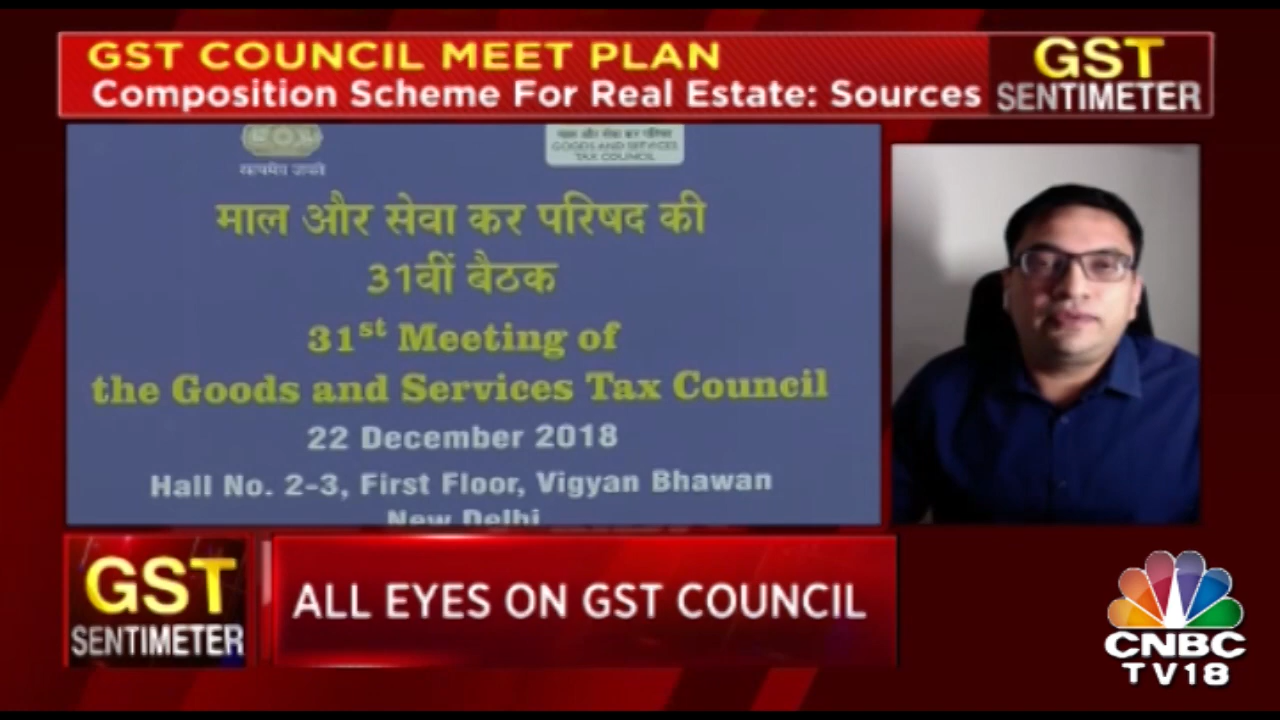 GST COUNCIL MEET PLAN
Composition Scheme For Real Estate: Sources
GST
SENTIMETER
सत्यमेव जयते
माल और सेवा कर परिषद
GOODS AND SERVICES
TAX COUNCIL
माल और सेवा कर परिषद की
31वीं बैठक
31st Meeting of
the Goods and Services Tax Council
22 December 2018
Hall No. 2-3, First Floor, Vigyan Bhawan
New Delhi
GST
SENTIMETER
ALL EYES ON GST COUNCIL
CNBC
TV18